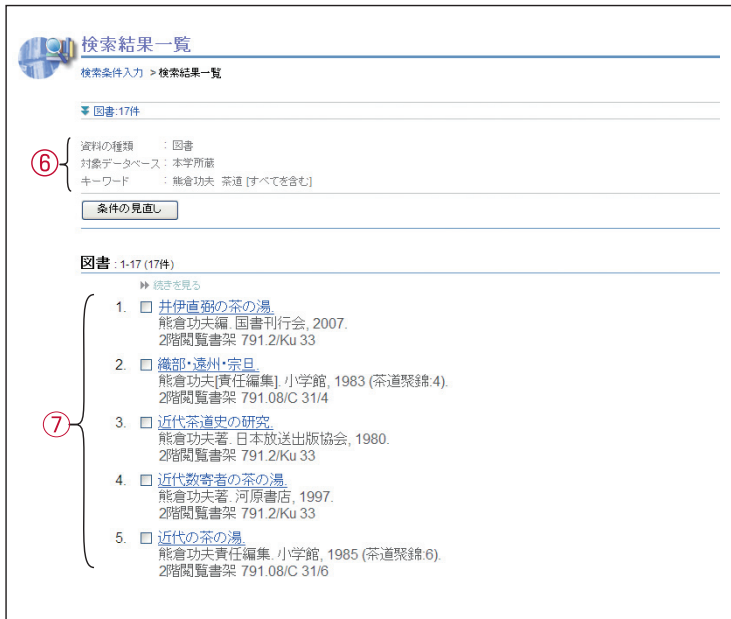 検索結果一覧
検索条件入力 >検索結果一覧
図書:17件
⑥
資料の種類 : 図書
対象データベース : 本学所蔵
キーワード : 熊倉功夫 茶道 [すべてを含む]
条件の見直し
図書 : 1-17 (17件)
続きを見る
⑦
1. 井伊直弼の茶の湯.
熊倉功夫編. 国書刊行会, 2007.
2階閲覧書架 791.2/Ku 33
2. 織部・遠州・宗旦.
熊倉功夫[責任編集]. 小学館, 1983 (茶道聚錦:4).
2階閲覧書架 791.08/C 31/4
3. 近代茶道史の研究.
熊倉功夫著. 日本放送出版協会, 1980.
2階閲覧書架 791.2/Ku 33
4. 近代数寄者の茶の湯.
熊倉功夫著. 河原書店, 1997.
2階閲覧書架 791.2/Ku 33
5. 近代の茶の湯.
熊倉功夫責任編集. 小学館, 1985 (茶道聚錦:6).
2階閲覧書架 791.08/C 31/6